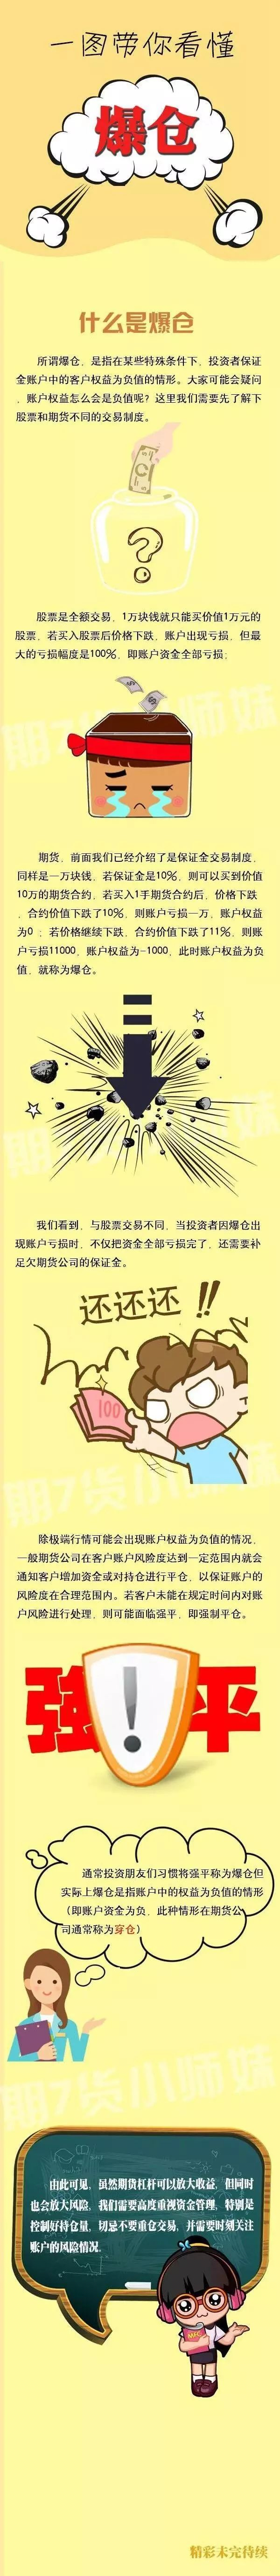 一图带你看懂
爆仓
什么是爆仓
所谓爆仓，是指在某些特殊条件下，投资者保证
金账户中的客户权益为负值的情形。大家可能会疑问
，账户权益怎么会是负值呢？这里我们需要先了解下
股票和期货不同的交易制度。
股票是全额交易，1万块钱就只能买价值1万元的
股票，若买入股票后价格下跌，账户出现亏损，但最
大的亏损幅度是100%，即账户资金全部亏损；
期货，前面我们已经介绍了是保证金交易制度，
同样是一万块钱，若保证金是10%，则可以买到价值
10万的期货合约，若买入1手期货合约后，价格下跌
，合约价值下跌了10%，则账户亏损一万，账户权益
为0；若价格继续下跌，合约价值下跌了11%，则账
户亏损11000，账户权益为-1000，此时账户权益为负
值，就称为爆仓。
我们看到，与股票交易不同，当投资者因爆仓出
现账户亏损时，不仅把资金全部亏损完了，还需要补
足欠期货公司的保证金。
还还还!!
100
除极端行情可能会出现账户权益为负值的情况，
一般期货公司在客户账户风险度达到一定范围内就会
通知客户增加资金或对持仓进行平仓，以保证账户的
风险度在合理范围内。若客户未能在规定时间内对账
户风险进行处理，则可能面临强平，即强制平仓。
强!平
通常投资朋友们习惯将强平称为爆仓但
实际上爆仓是指账户中的权益为负值的情形
（即账户资金为负，此种情形在期货公
司通常称为穿仓）
期7货小师妹
由此可见，虽然期货杠杆可以放大收益，但同时
也会放大风险，我们需要高度重视资金管理，特别是
控制好持仓量，切忌不要重仓交易，并需要时刻关注
账户的风险情况。
精彩未完待续